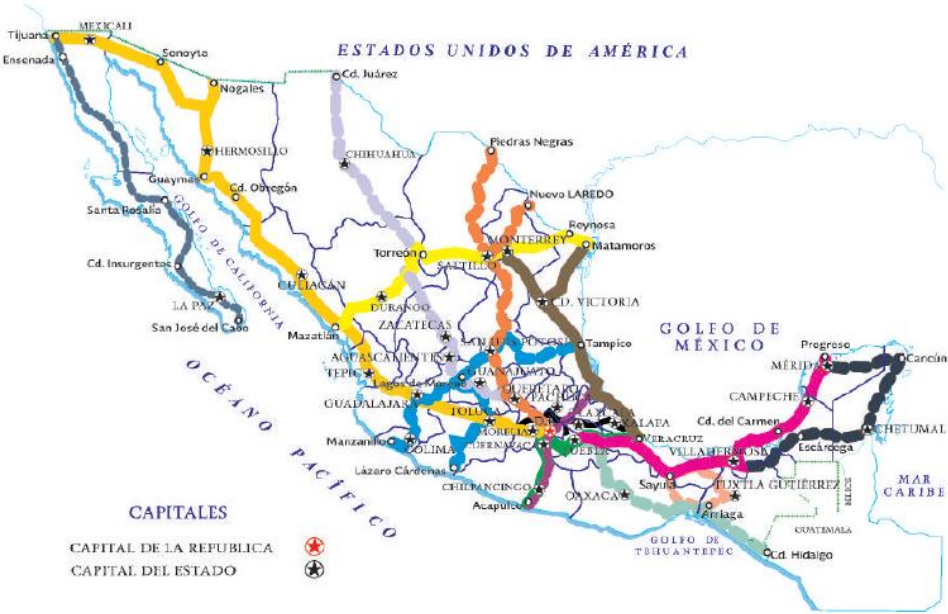 ESTADOS UNIDOS DE AMÉRICA
MEXICALI
Tijuana
Ensenada
Sonoyta
Nogales
Cd. Juárez
HERMOSILLO
CHIHUAHUA
Piedras Negras
Guaymas
Cd. Obregón
Nuevo LAREDO
Santa Rosalía
GOLFO DE CALIFORNIA
Reynosa
Torreón
SALTILLO
MONTERREY
Matamoros
Cd. Insurgentes
CULIACÁN
LA PAZ
DURANGO
CD. VICTORIA
San José del Cabo
Mazatlán
ZACATECAS
GOLFO DE
MÉXICO
SAN LUIS POTOSI
Tampico
AGUASCALIENTES
TEPIC
Lagos de Moreno
GUANAJUATO
QUERETARO
PACHUCA
Progreso
MÉRIDA
Cancún
GUADALAJARA
TOLUCA
TLAXCALA
XALAPA
CAMPECHE
Manzanillo
COLIMA
MORELIA
D.F.
CUERNAVACA
PUEBLA
VERACRUZ
Cd. del Carmen
CHETUMAL
Lázaro Cárdenas
VILLAHERMOSA
Escárcega
CHILPANCINGO
OAXACA
Sayula
TUXTLA GUTIÉRREZ
BELICE
MAR
CARIBE
Acapulco
Arriaga
GUATEMALA
OCÉANO PACÍFICO
GOLFO DE
TEHUANTEPEC
Cd. Hidalgo
CAPITALES
CAPITAL DE LA REPUBLICA
CAPITAL DEL ESTADO